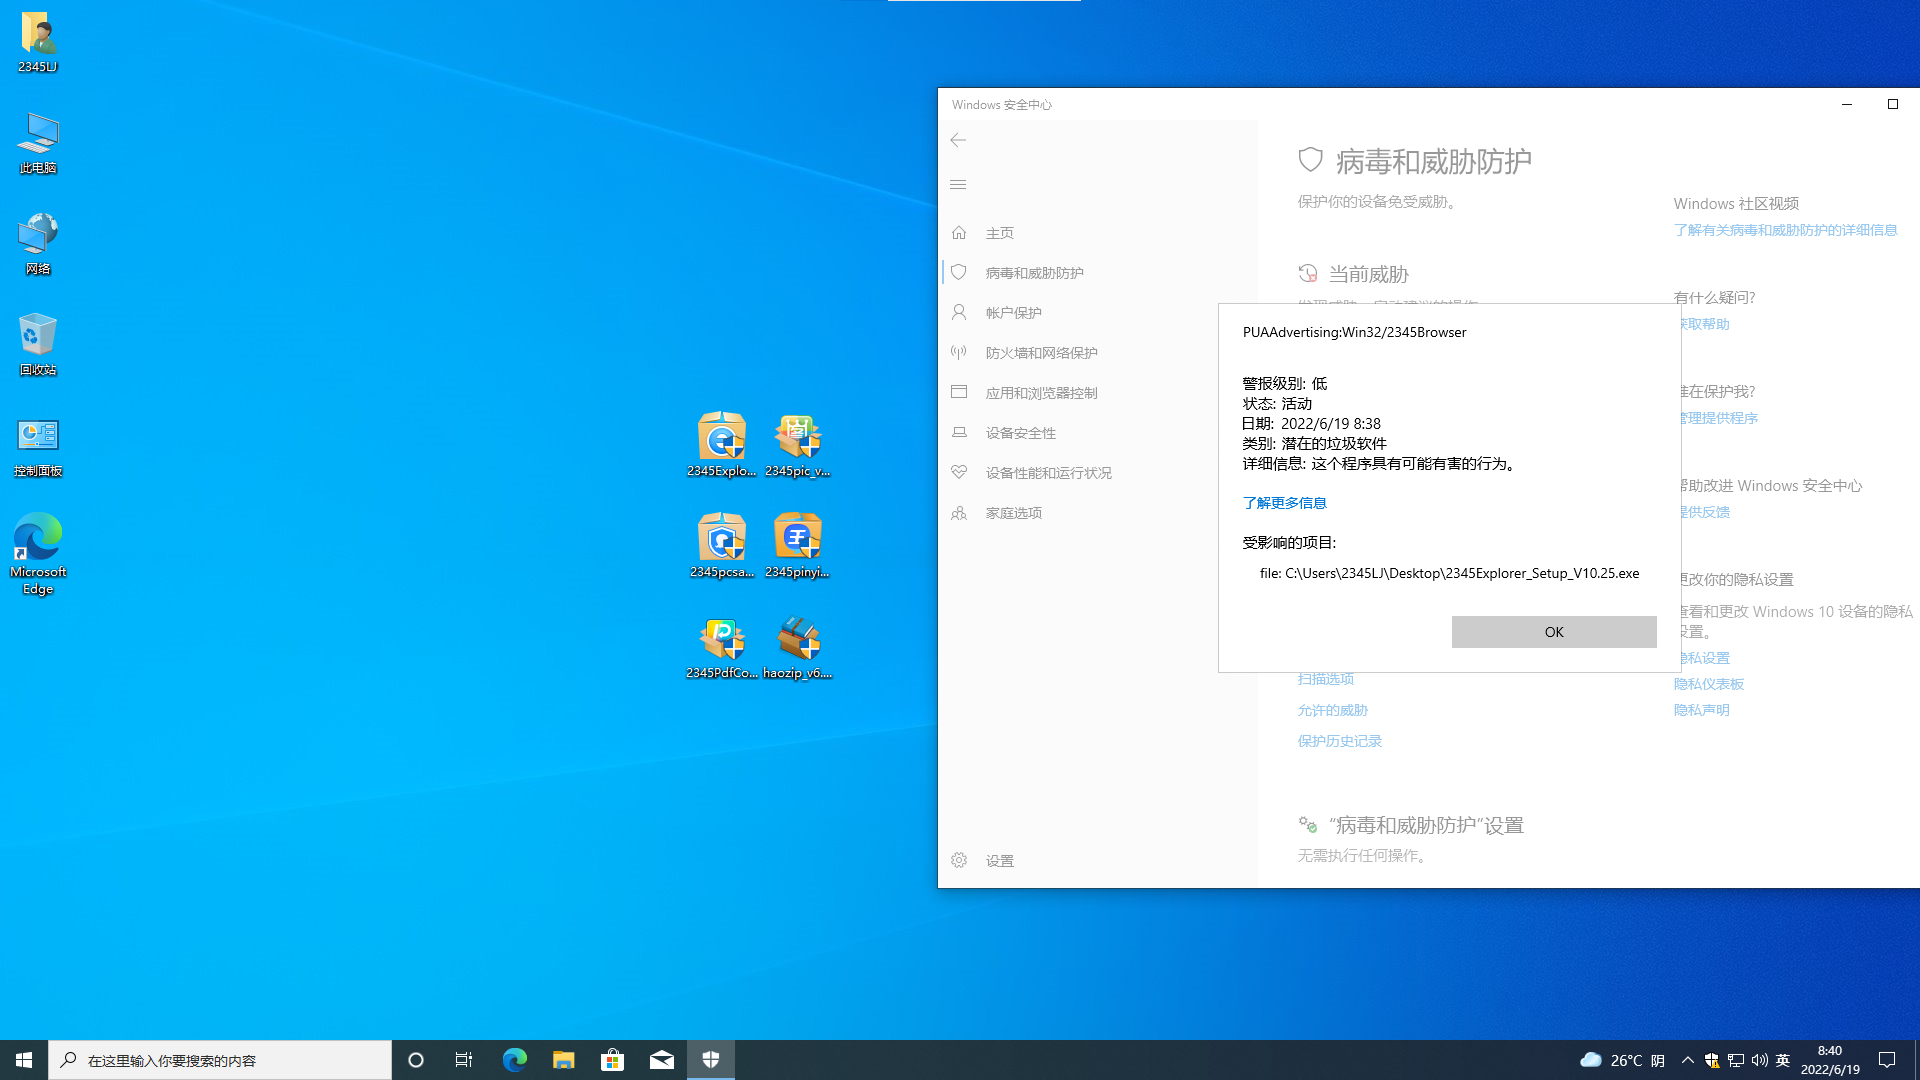 2345LJ
此电脑
网络
回收站
控制面板
Microsoft
Edge
2345Explo...
2345pic_v...
2345pcsa...
2345pinyi...
2345PdfCo...
haozip_v6....
Windows 安全中心
主页
病毒和威胁防护
帐户保护
防火墙和网络保护
应用和浏览器控制
设备安全性
设备性能和运行状况
家庭选项
设置
病毒和威胁防护
保护你的设备免受威胁。
当前威胁
PUAAdvertising:Win32/2345Browser
警报级别: 低
状态: 活动
日期: 2022/6/19 8:38
类别: 潜在的垃圾软件
详细信息: 这个程序具有可能有害的行为。
了解更多信息
受影响的项目:
file: C:\Users\2345LJ\Desktop\2345Explorer_Setup_V10.25.exe
OK
扫描选项
允许的威胁
保护历史记录
“病毒和威胁防护”设置
无需执行任何操作。
Windows 社区视频
了解有关病毒和威胁防护的详细信息
有什么疑问?
获取帮助
谁在保护我?
管理提供程序
帮助改进 Windows 安全中心
提供反馈
更改你的隐私设置
查看和更改 Windows 10 设备的隐私
设置。
隐私设置
隐私仪表板
隐私声明
在这里输入你要搜索的内容
26°C 阴
英
8:40
2022/6/19